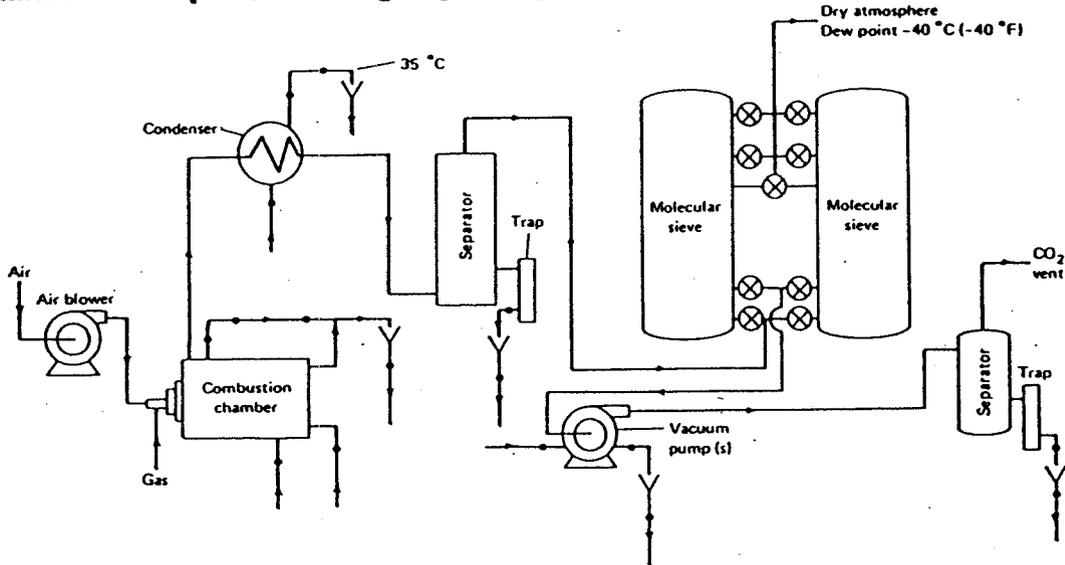 Dry atmosphere
Dew point -40 °C (-40 °F)
35 °C
Condenser
Separator
Trap
Molecular
sieve
Molecular
sieve
CO₂
vent
Air
Air blower
Combustion
chamber
Gas
Vacuum
pump (s)
Separator
Trap